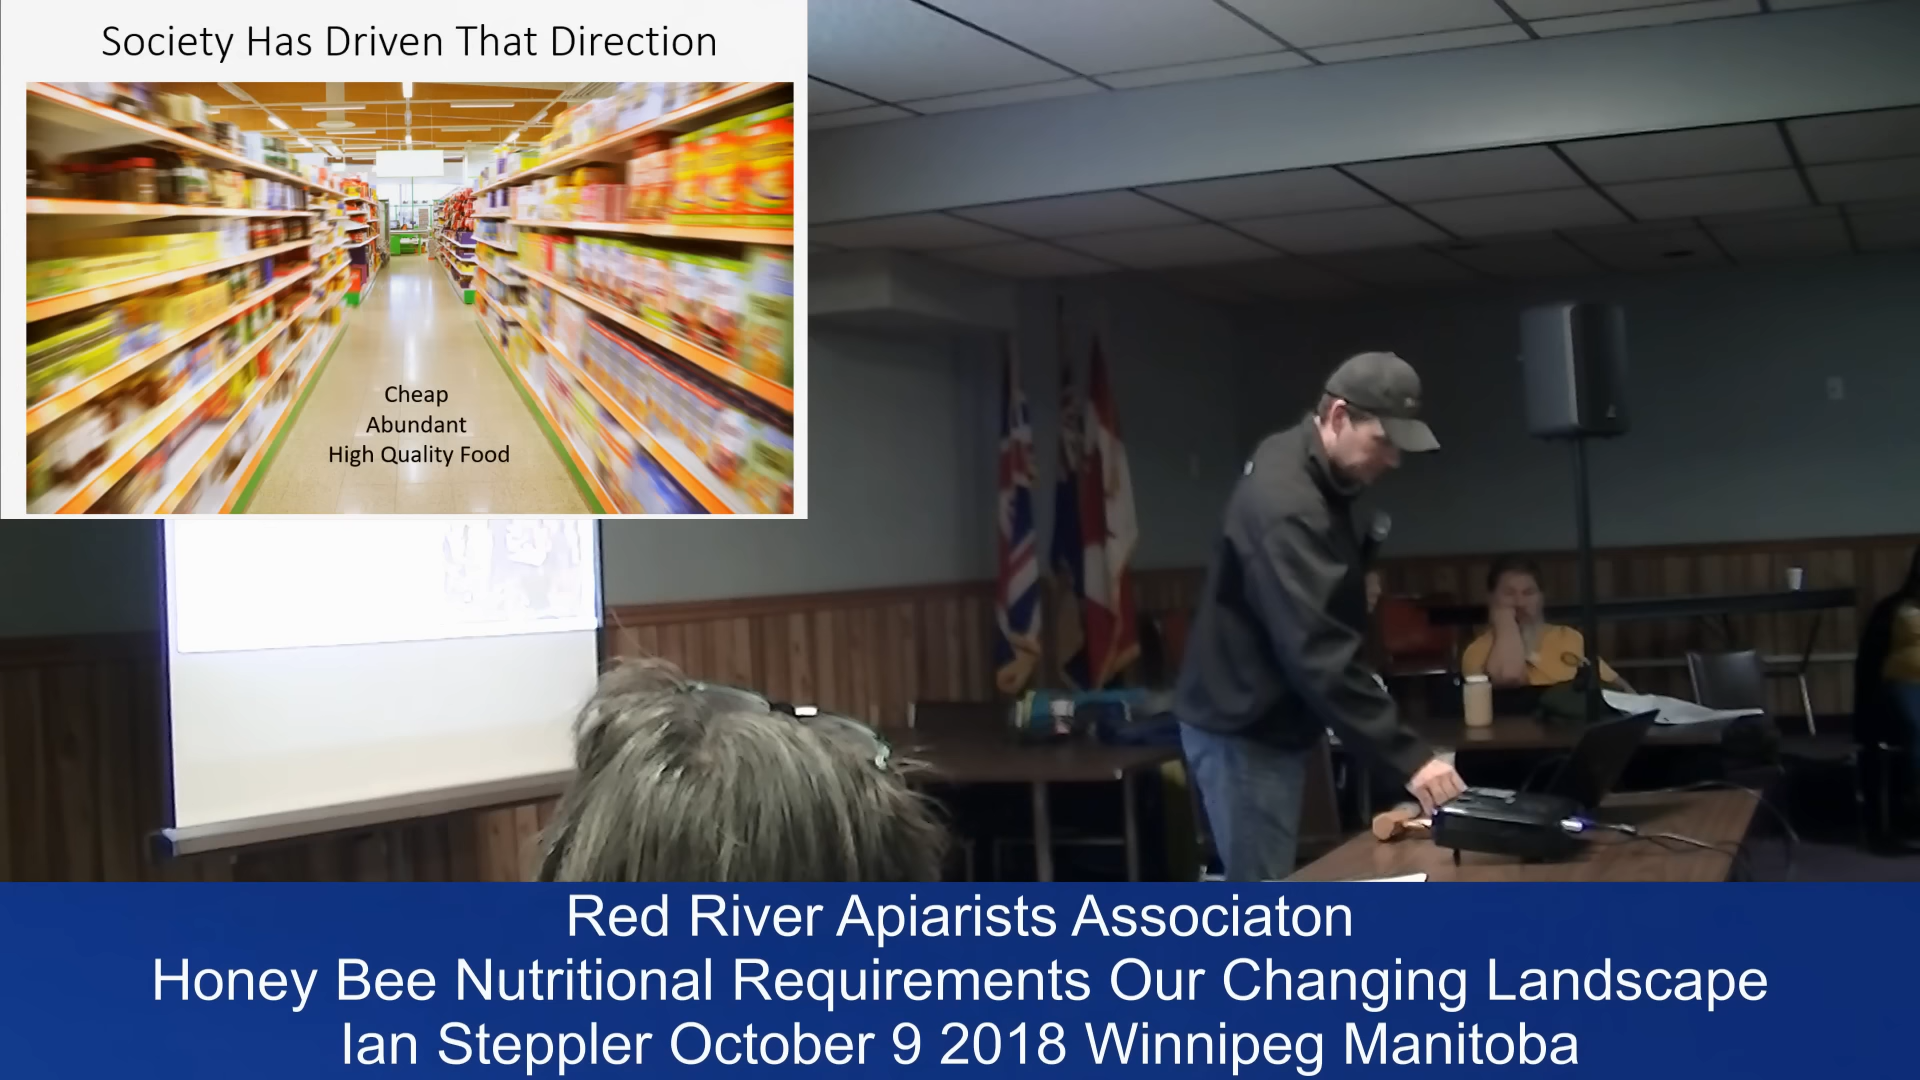 Society Has Driven That Direction
Cheap
Abundant
High Quality Food
Red River Apiarists Associaton
Honey Bee Nutritional Requirements Our Changing Landscape
Ian Steppler October 9 2018 Winnipeg Manitoba